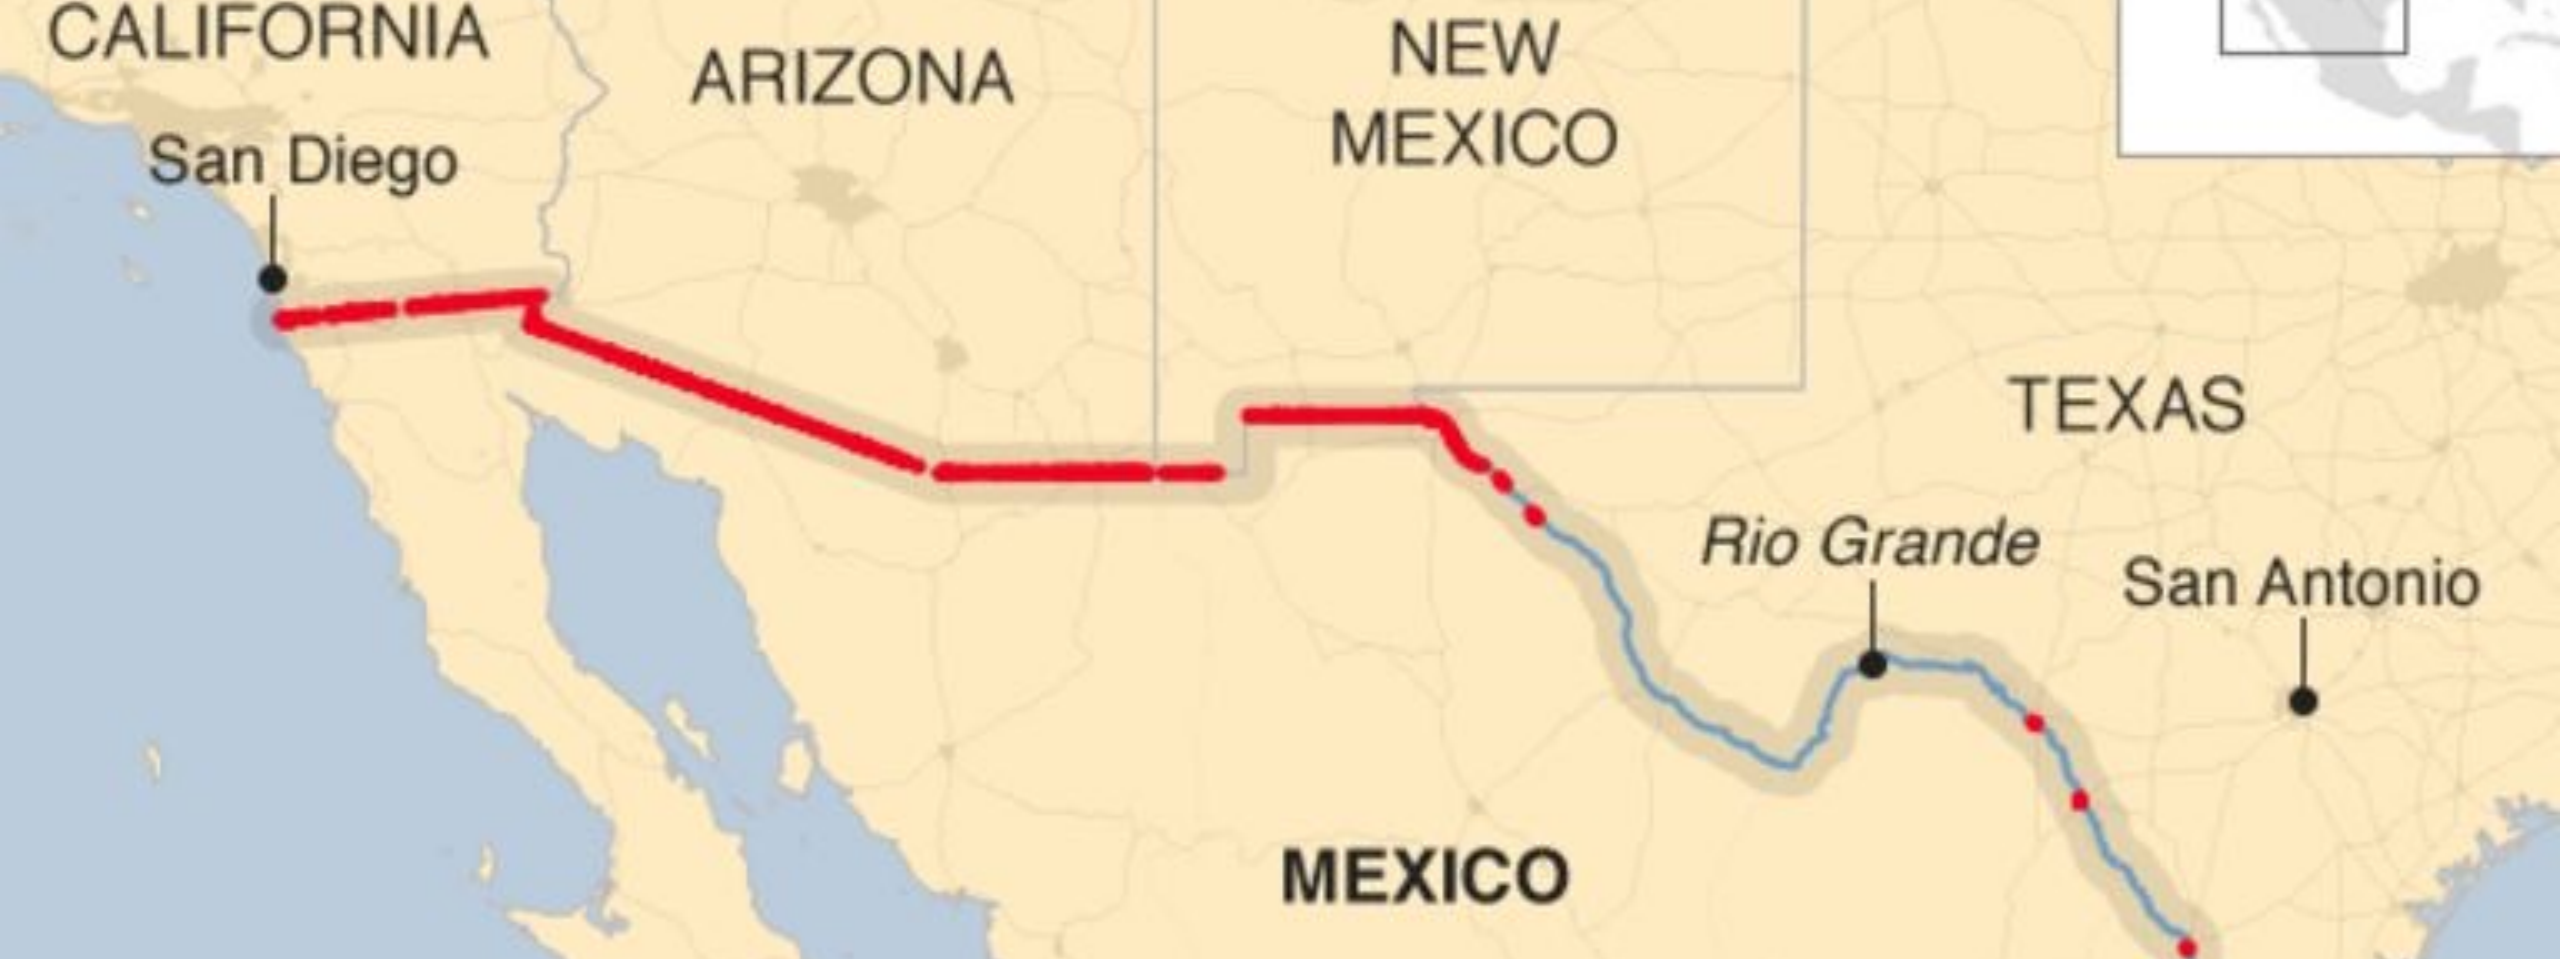 CALIFORNIA
ARIZONA
NEW
MEXICO
San Diego
TEXAS
Rio Grande
San Antonio
MEXICO